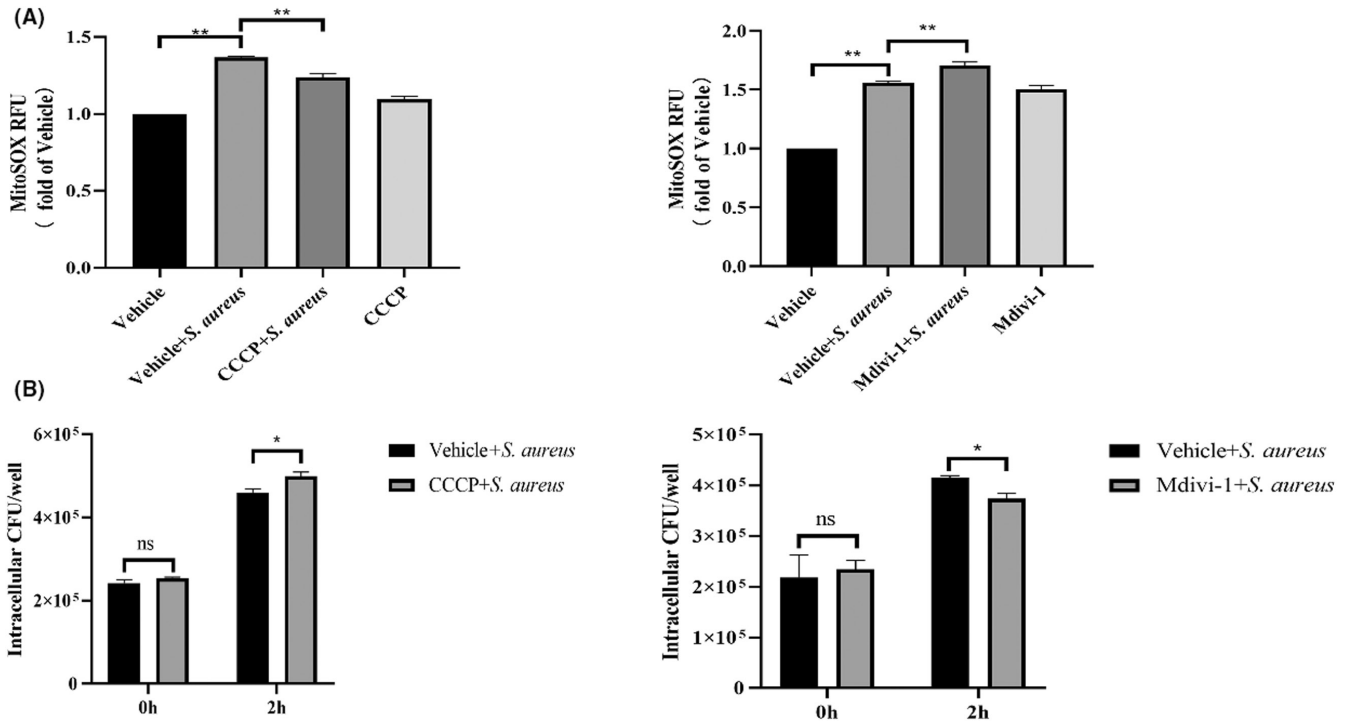 (A)
MitoSOX RFU
( fold of Vehicle)
1.5
1.0
0.5
0.0
**
**
Vehicle
Vehicle+S. aureus
CCCP+S. aureus
CCCP
MitoSOX RFU
( fold of Vehicle)
2.0
1.5
1.0
0.5
0.0
**
**
Vehicle
Vehicle+S. aureus
Mdivi-1+S. aureus
Mdivi-1
(B)
Intracellular CFU/well
6×10⁵
4×10⁵
2×10⁵
0
ns
*
0h
2h
Vehicle+S. aureus
CCCP+S. aureus
Intracellular CFU/well
5×10⁵
4×10⁵
3×10⁵
2×10⁵
1×10⁵
0
ns
*
0h
2h
Vehicle+S. aureus
Mdivi-1+S. aureus